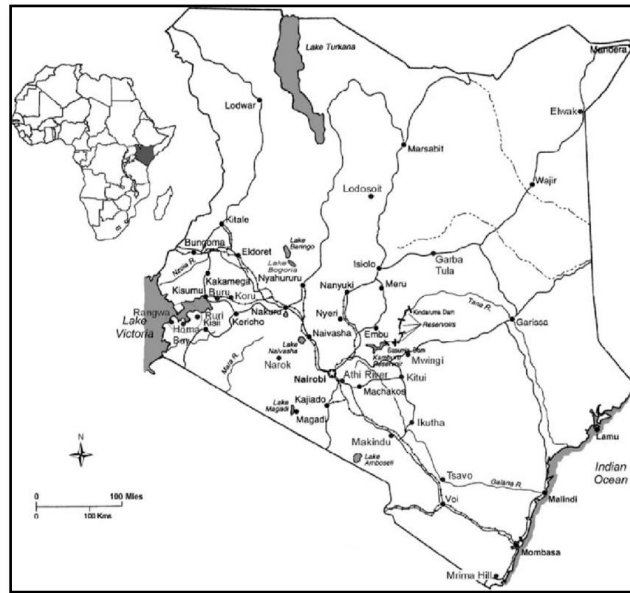 Lake Turkana
Mandera
Lodwar
Elwak
Marsabit
Wajir
Lodosoit
Kitale
Bungoma
Eldoret
Lake
Baringo
Lake
Bogoria
Nzoia R.
Nyahururu
Isiolo
Garba
Tula
Kakamega
Nanyuki
Meru
Kisumu
Buru
Koru
Kindaruma Dam
Tana R.
Rangwa
Ruri
Nakuru
Nyeri
Reservoirs
Garissa
Lake
Victoria
Homa
Bay
Kisii
Kericho
Naivasha
Embu
Lake
Naivasha
Kamburu
Reservoir
Mwingi
Mara R.
Narok
Nairobi
Athi River
Kitui
Machakos
Kajiado
Lake
Magadi
Magadi
Ikutha
Makindu
Lamu
N
Lake
Amboseli
Indian
Ocean
Tsavo
Galana R.
0
100 Miles
Voi
Malindi
0
100 Kms
Mombasa
Mrima Hill